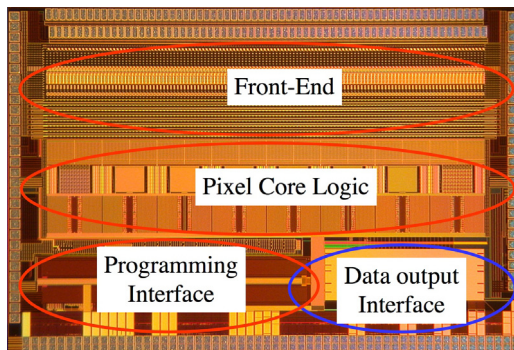 Front-End
Pixel Core Logic
Programming
Interface
Data output
Interface